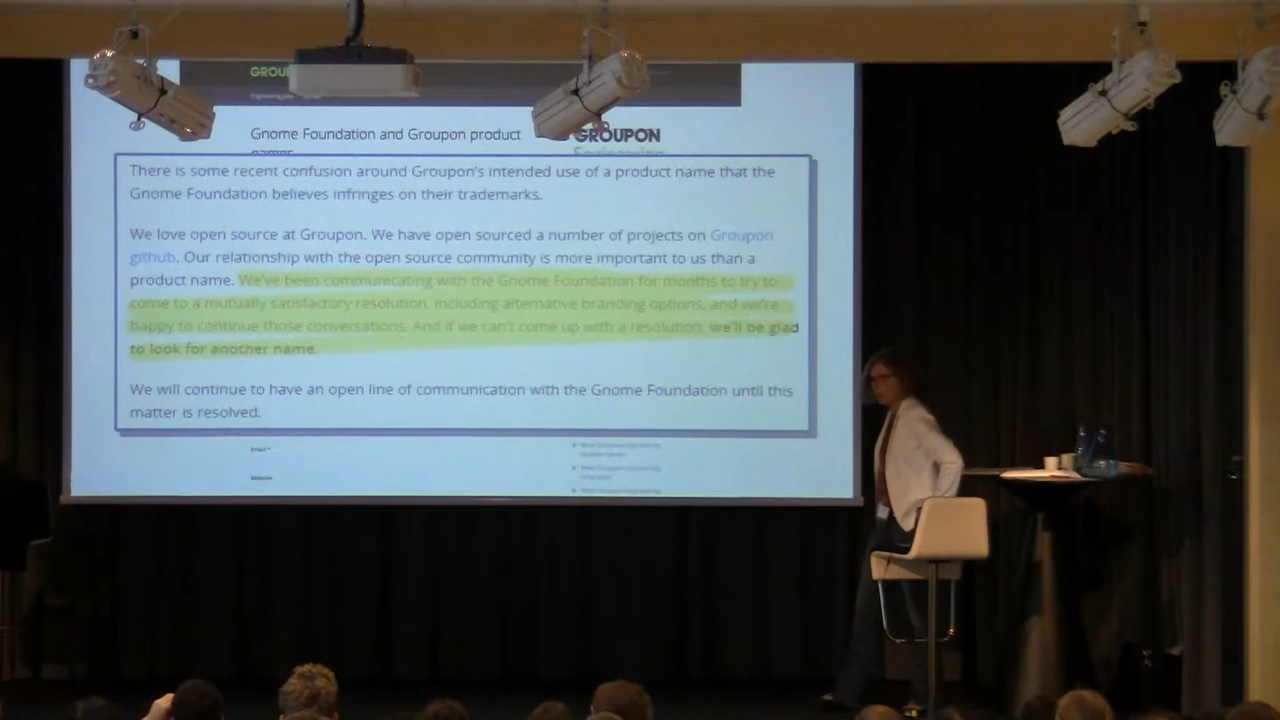 GROU
Gnome Foundation and Groupon product
GROUPON
Engineering
There is some recent confusion around Groupon's intended use of a product name that the
Gnome Foundation believes infringes on their trademarks.
We love open source at Groupon. We have open sourced a number of projects on Groupon
github. Our relationship with the open source community is more important to us than a
product name. We've been communicating with the Gnome Foundation for months to try to
come to a mutually satisfactory resolution, including alternative branding options, and we're
happy to continue those conversations. And if we can't come up with a resolution, we'll be glad
to look for another name.
We will continue to have an open line of communication with the Gnome Foundation until this
matter is resolved.
Email *
Website